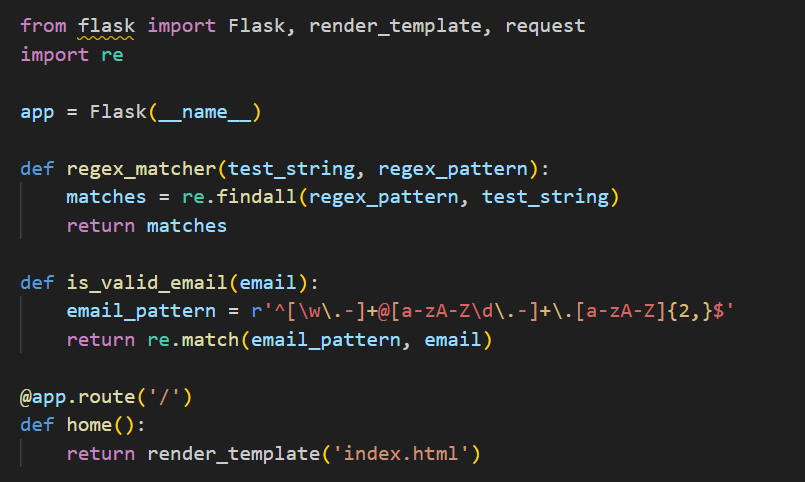 from flask import Flask, render_template, request
import re

app = Flask(__name__)

def regex_matcher(test_string, regex_pattern):
    matches = re.findall(regex_pattern, test_string)
    return matches

def is_valid_email(email):
    email_pattern = r'^[\w\.-]+@[a-zA-Z\d\.-]+\.[a-zA-Z]{2,}$'
    return re.match(email_pattern, email)

@app.route('/')
def home():
    return render_template('index.html')